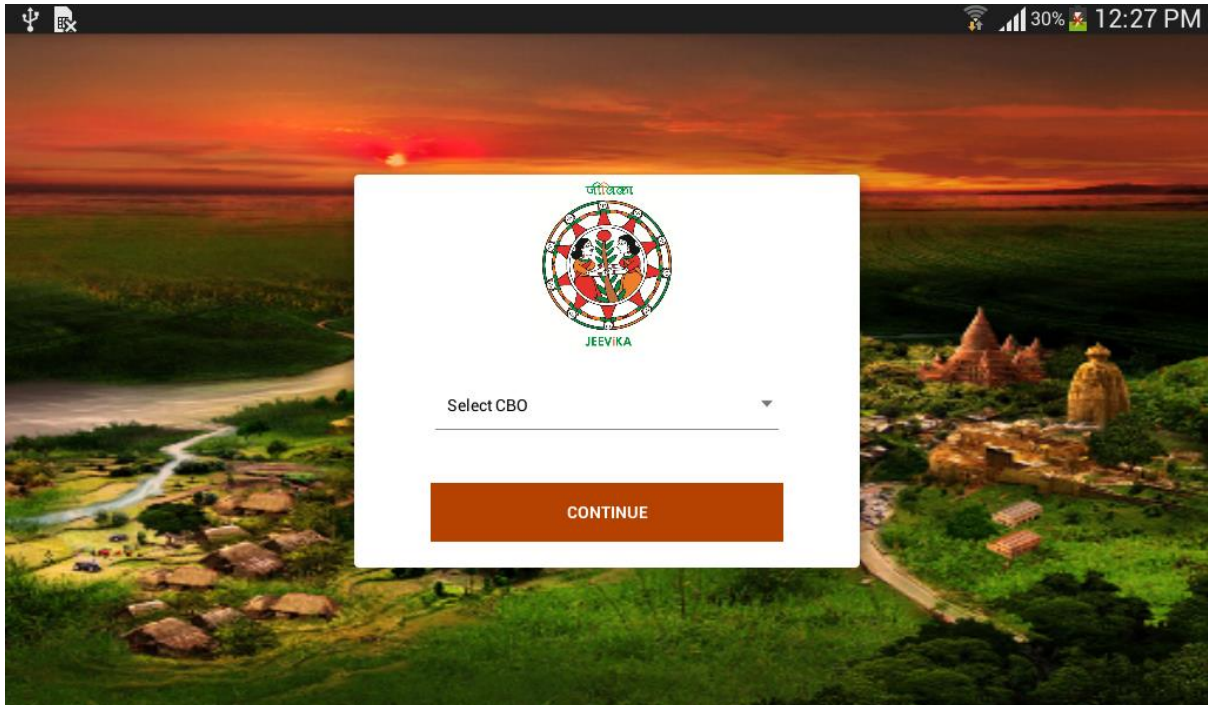 30% 12:27 PM
जीविका
JEEViKA
Select CBO
CONTINUE